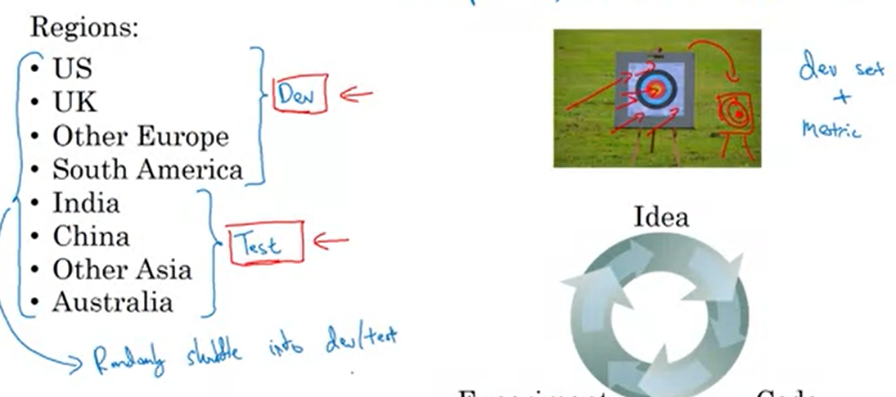 Regions:
• US
• UK
• Other Europe
• South America
• India
• China
• Other Asia
• Australia
Dev
Test
Randomly shuffle into dev/test
dev set
+
metric
Idea